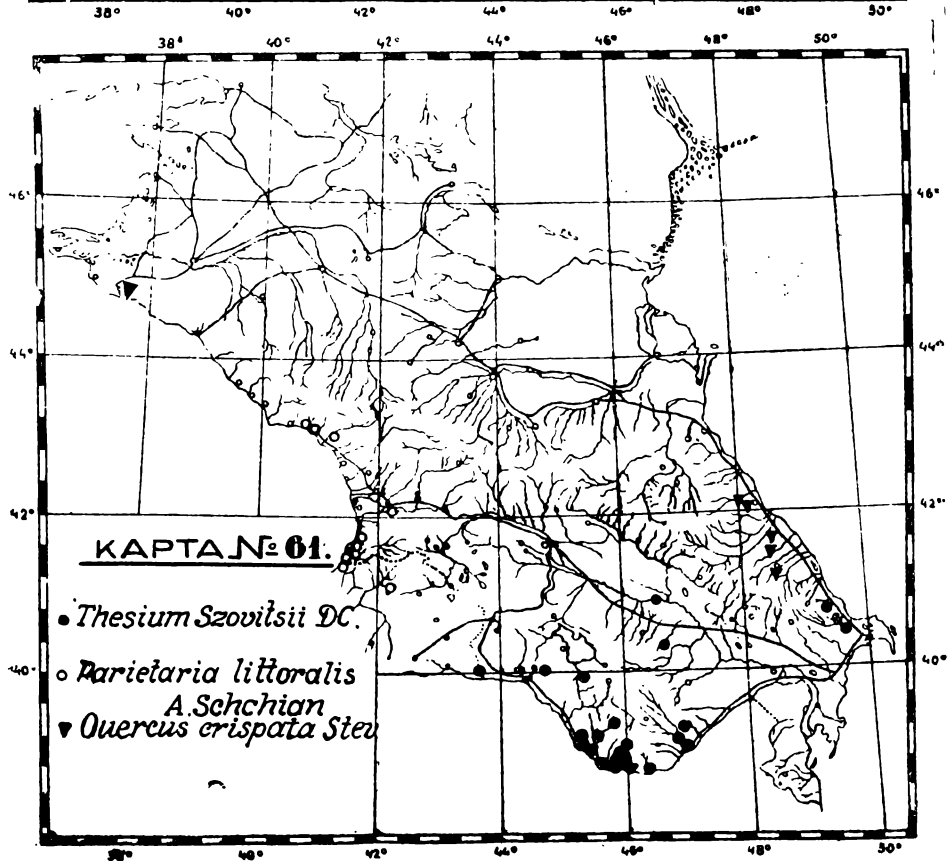 38° 40° 42° 44° 46° 48° 50°
38° 40° 42° 44° 46° 48° 50°
46° 46°
44° 44°
42° 42°
КАРТА № 61.
Thesium Szovitsii DC.
Parietaria littoralis
40° 40°
A. Schchian
Quercus crispata Stev
38° 40° 42° 44° 46° 48° 50°